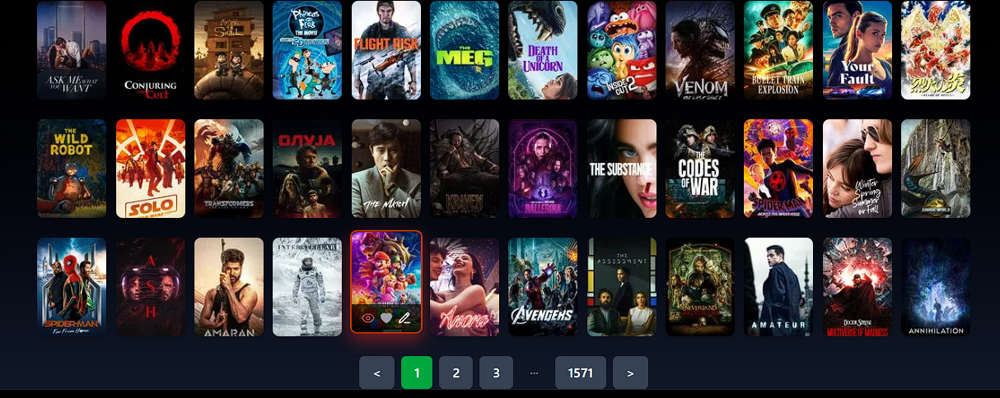 ASK ME WHAT
YOU WANT
CONJURING
THE CULT
Phineas
and Ferb
THE MOVIE
2ND DIMENSION
FLIGHT RISK
THE
MEG
DEATH
OF A
UNICORN
INSIDE
OUT 2
VENOM
THE LAST DANCE
BULLET TRAIN
EXPLOSION
Your
Fault
THE
WILD
ROBOT
SOLO
TRANSFORMERS
ОЛУЈА
THE MATCH
KRAVEN
BALLERINA
THE SUBSTANCE
THE
CODES
OF WAR
SPIDER-MAN
ACROSS THE SPIDER-VERSE
Winter
Spring
Summer
or Fall
JURASSIC WORLD
SPIDER-MAN
Far From Home
A
S
H
AMARAN
INTERSTELLAR
Anora
AVENGERS
THE
ASSESSMENT
NEVERLAND
AMATEUR
DOCTOR STRANGE
MULTIVERSE OF MADNESS
ANNIHILATION
< 1 2 3 ... 1571 >